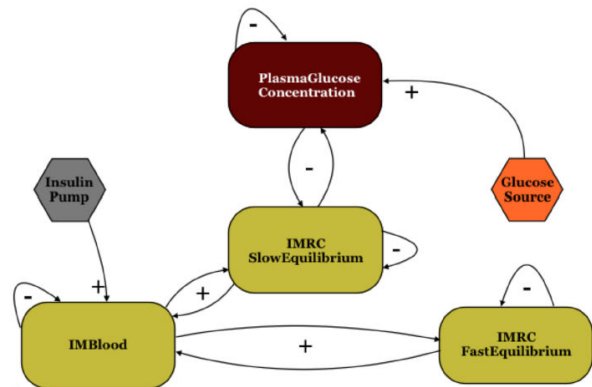 -
PlasmaGlucose
Concentration
+
-
Insulin
Pump
Glucose
Source
IMRC
SlowEquilibrium
-
+
+
-
-
IMBlood
+
IMRC
FastEquilibrium